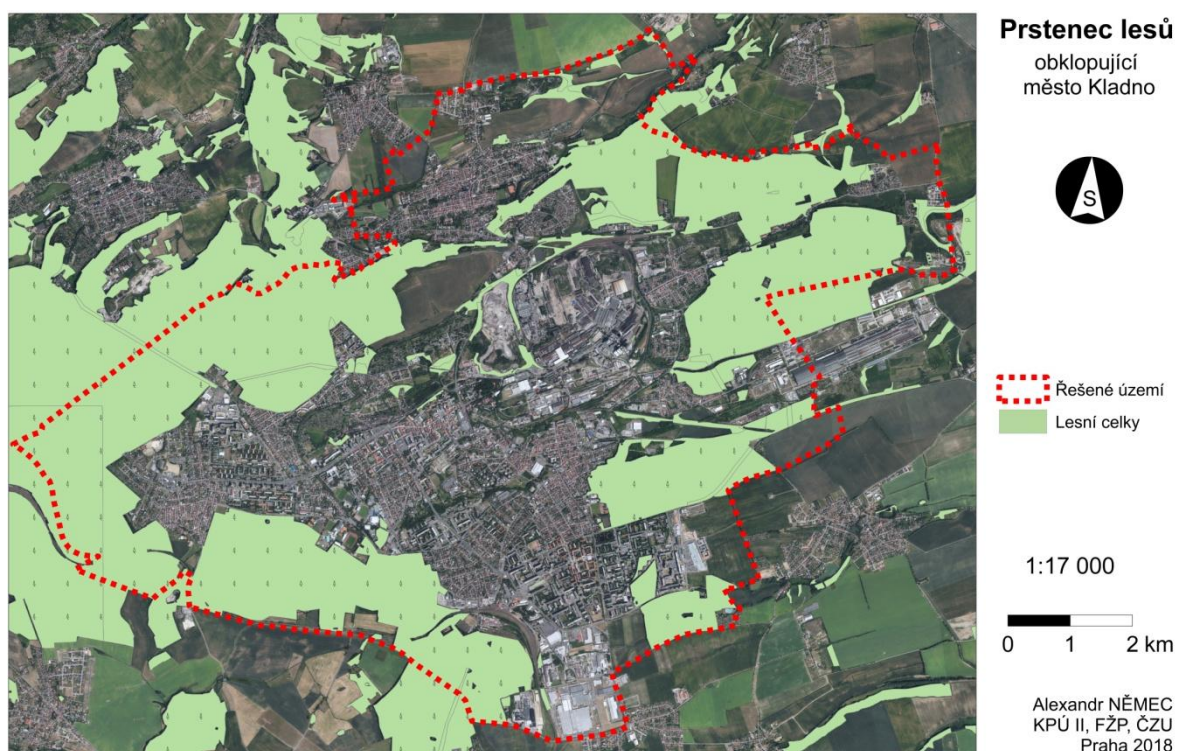 Prstenec lesů
obklopující
město Kladno
S
Řešené území
Lesní celky
1:17 000
0 1 2 km
Alexandr NĚMEC
KPÚ II, FŽP, ČZU
Praha 2018